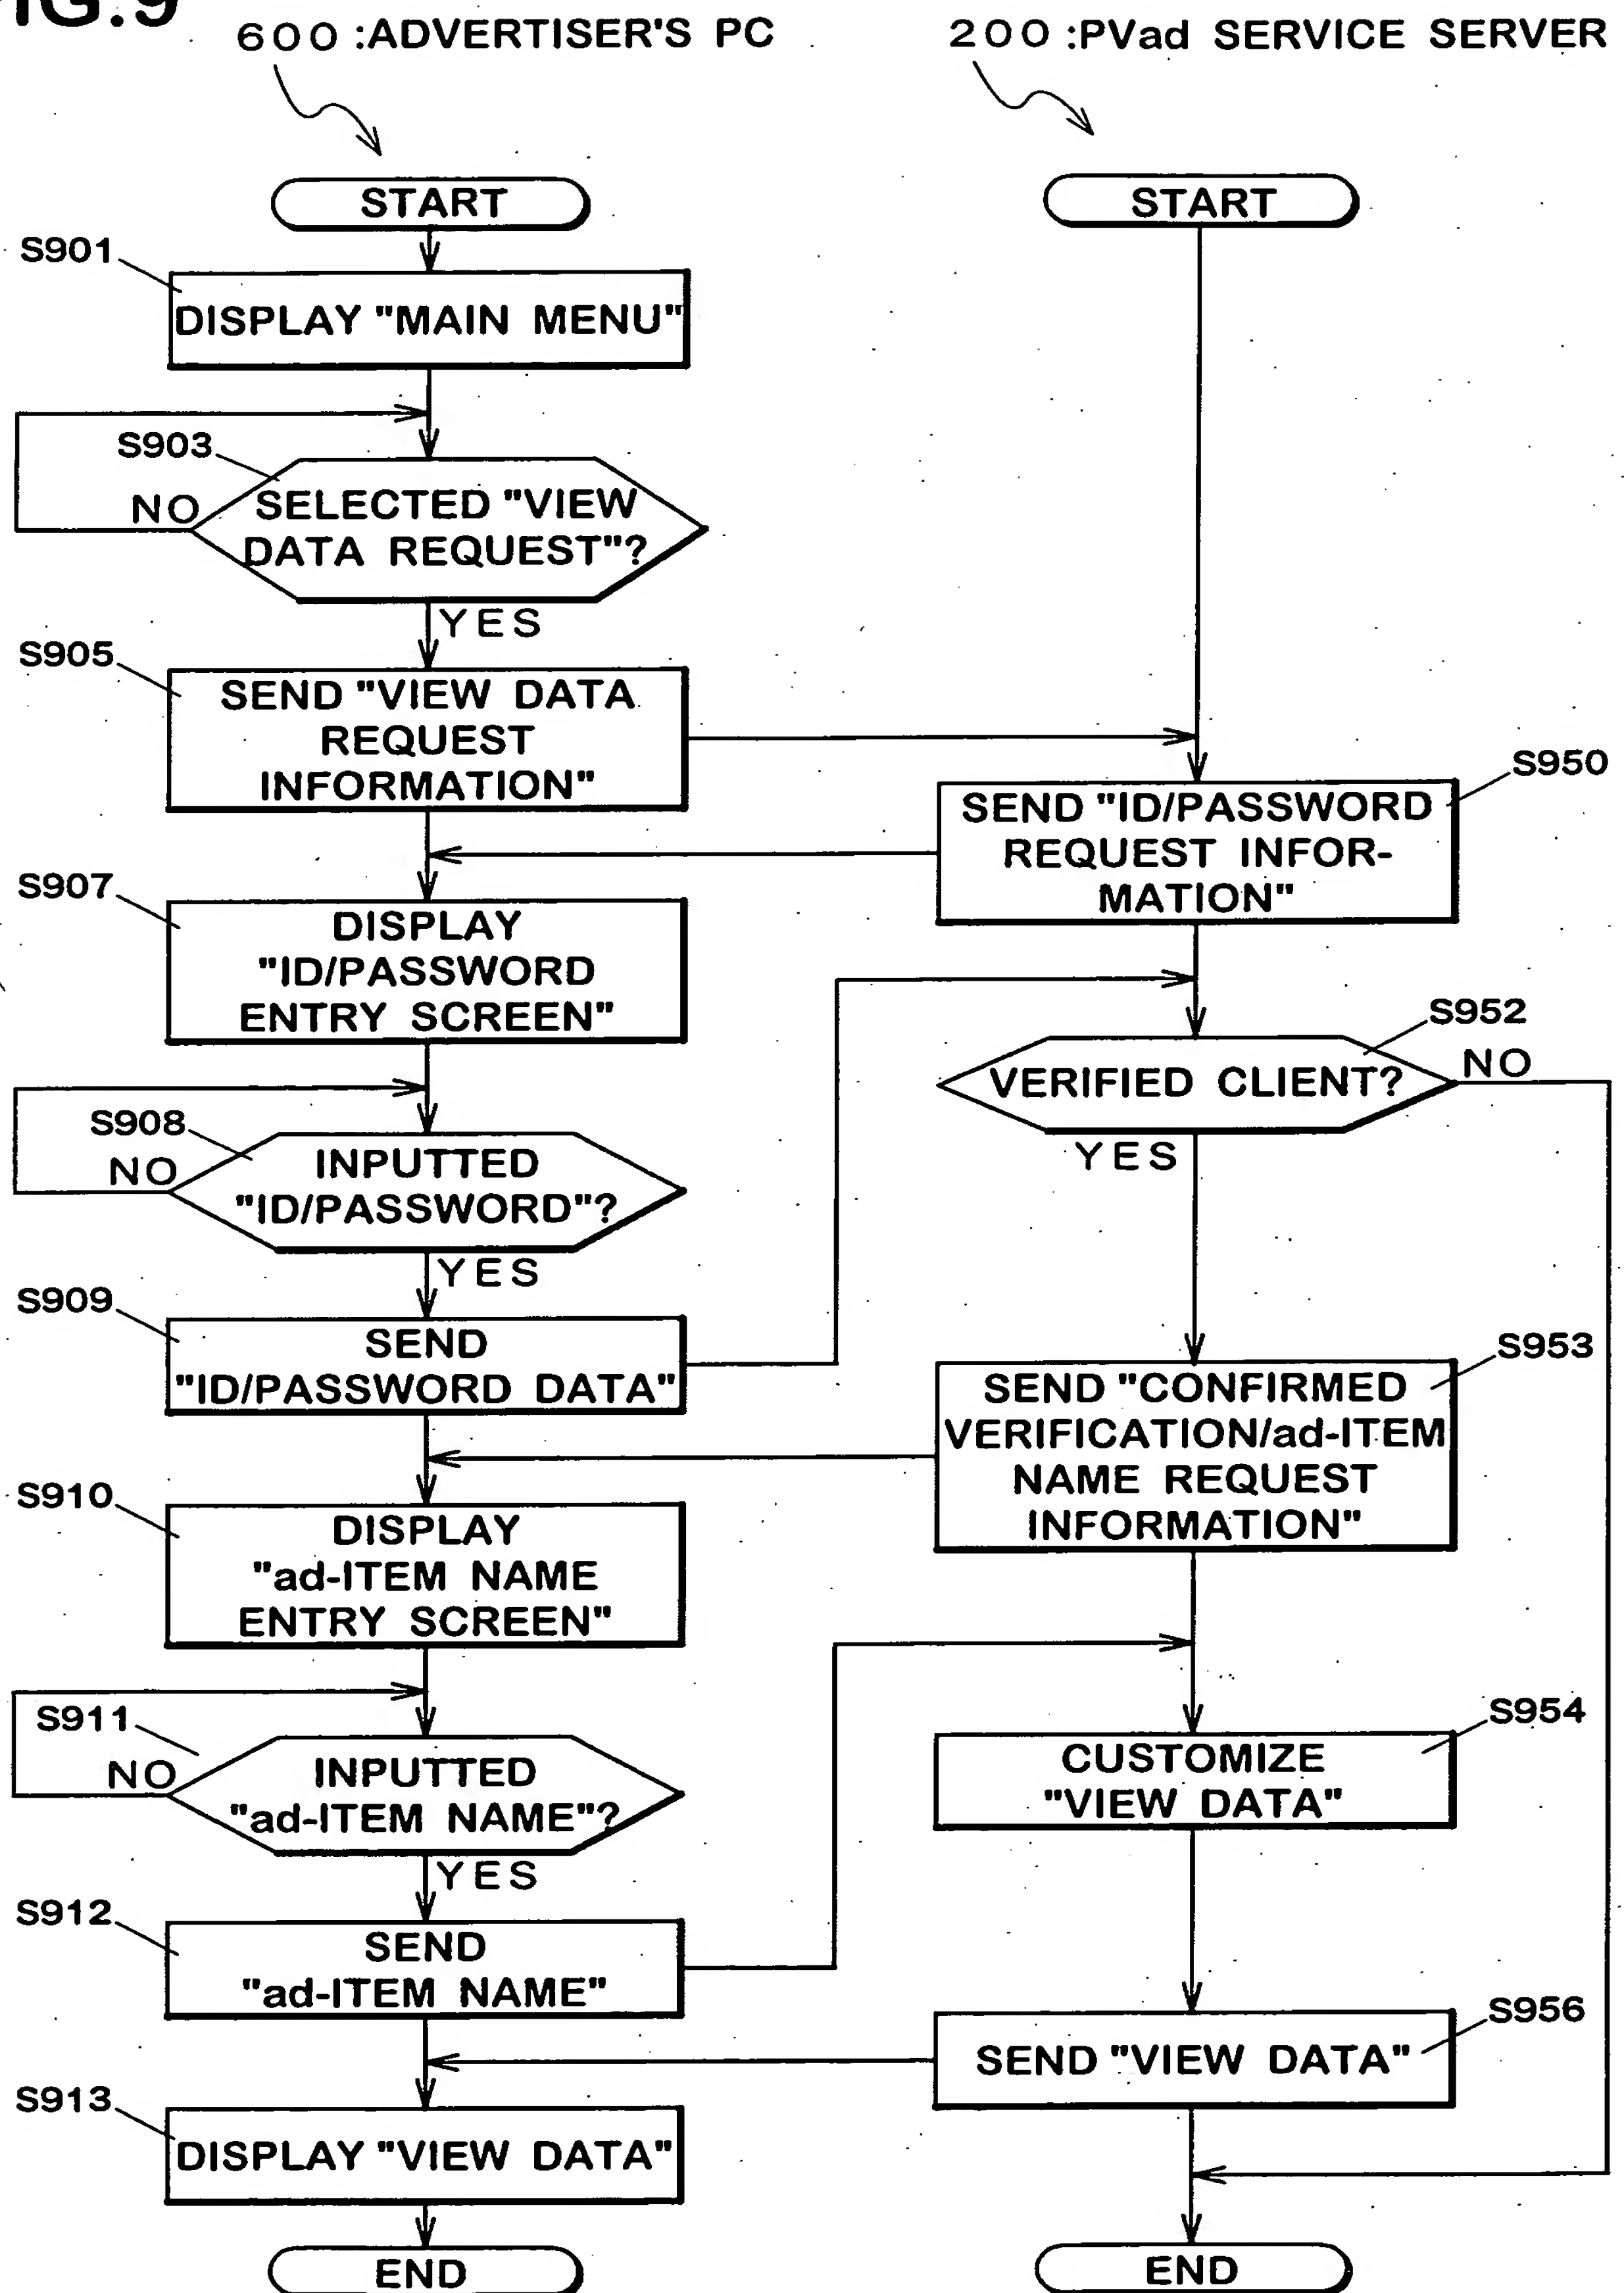 FIG.9
600 :ADVERTISER'S PC
200 :PVad SERVICE SERVER
START
START
S901
DISPLAY "MAIN MENU"
S903
NO
SELECTED "VIEW
DATA REQUEST"?
YES
S905
SEND "VIEW DATA
REQUEST
INFORMATION"
S950
SEND "ID/PASSWORD
REQUEST INFOR-
MATION"
S907
DISPLAY
"ID/PASSWORD
ENTRY SCREEN"
S952
VERIFIED CLIENT?
NO
YES
S908
NO
INPUTTED
"ID/PASSWORD"?
YES
S909
SEND
"ID/PASSWORD DATA"
S953
SEND "CONFIRMED
VERIFICATION/ad-ITEM
NAME REQUEST
INFORMATION"
S910
DISPLAY
"ad-ITEM NAME
ENTRY SCREEN"
S911
NO
INPUTTED
"ad-ITEM NAME"?
YES
S954
CUSTOMIZE
"VIEW DATA"
S912
SEND
"ad-ITEM NAME"
S956
SEND "VIEW DATA"
S913
DISPLAY "VIEW DATA"
END
END